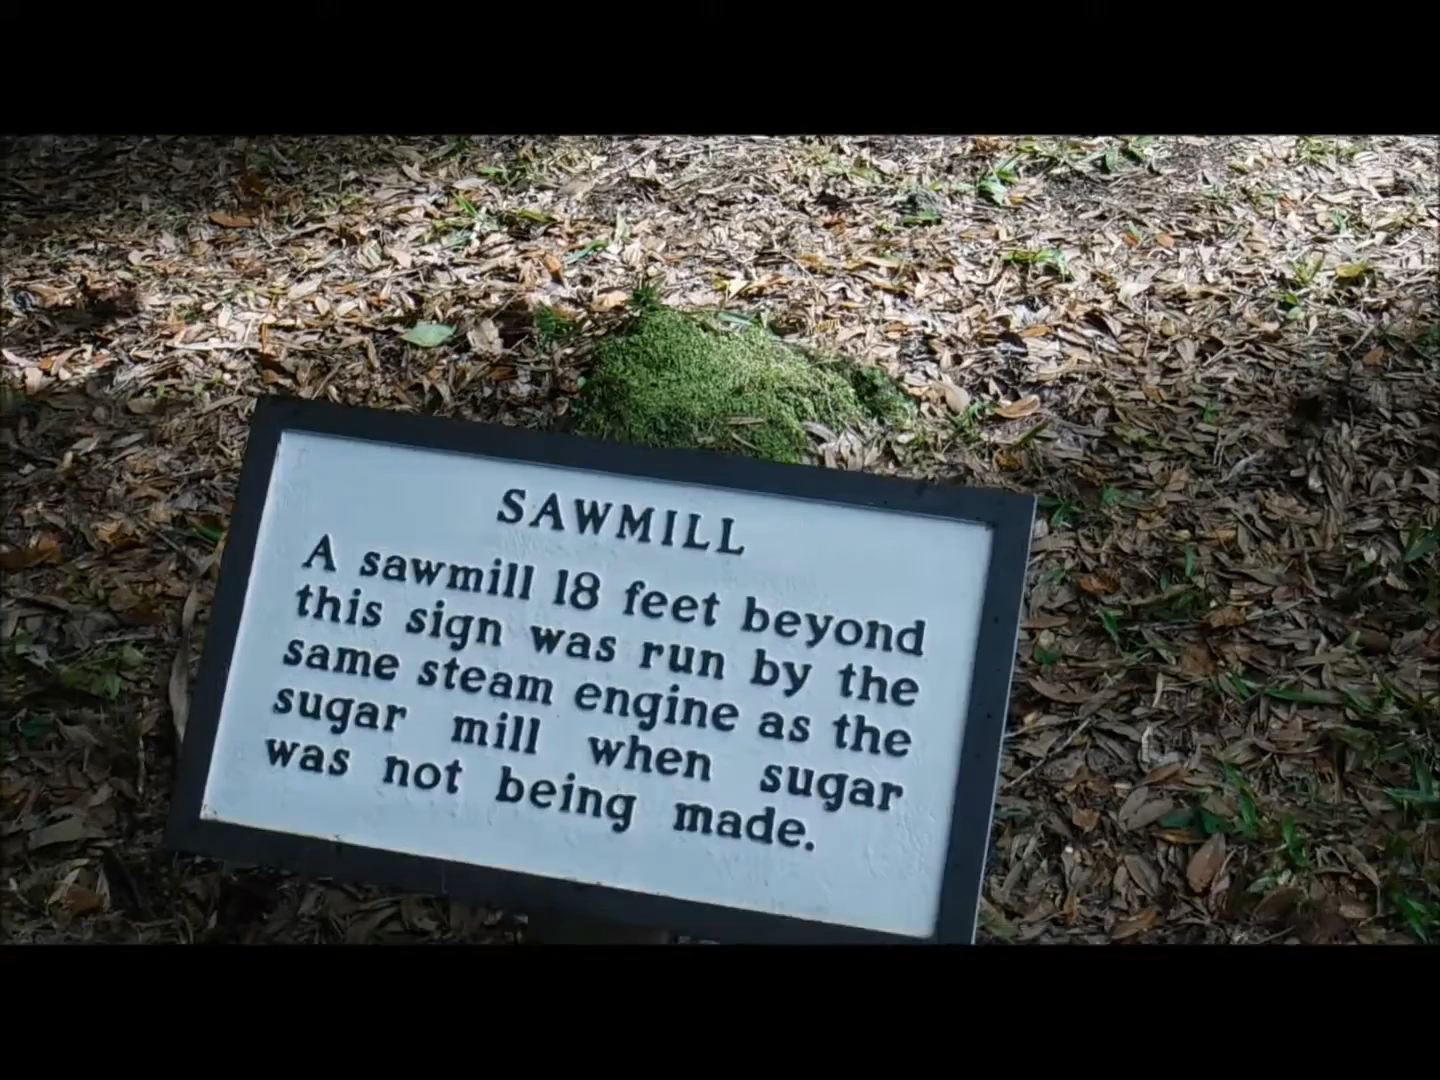 SAWMILL
A sawmill 18 feet beyond
this sign was run by the
same steam engine as the
sugar mill when sugar
was not being made.